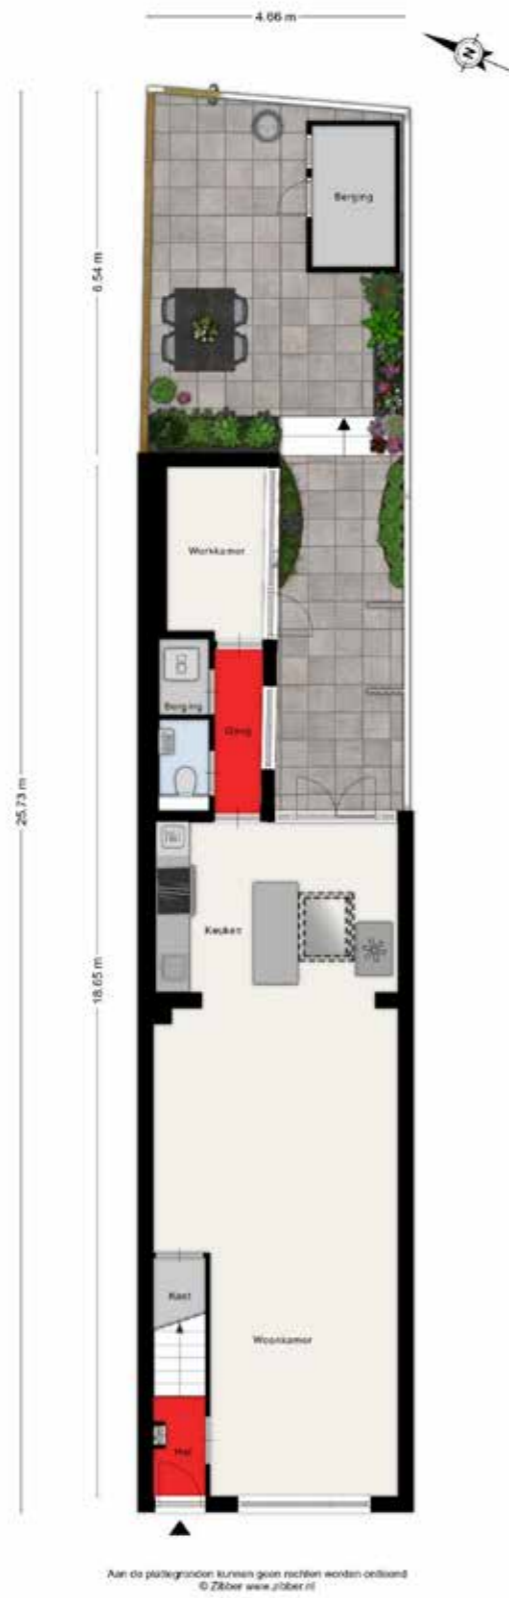 4.66 m
N
Berging
6.54 m
Werkkamer
Berging
Gang
25.73 m
Keuken
18.65 m
Kast
Woonkamer
Hal
Aan de plattegronden kunnen geen rechten worden ontleend
© Zibber www.zibber.nl